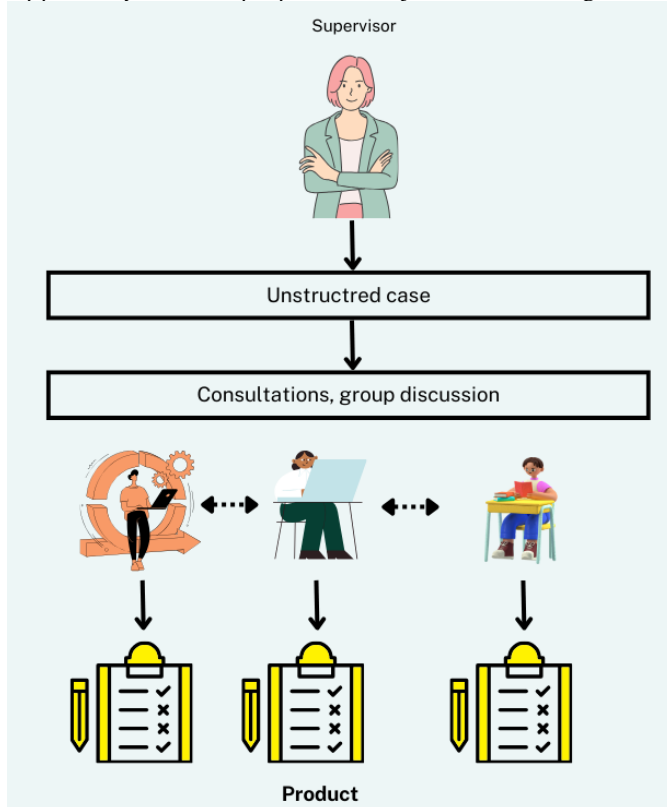 Supervisor
Unstructred case
Consultations, group discussion
Product